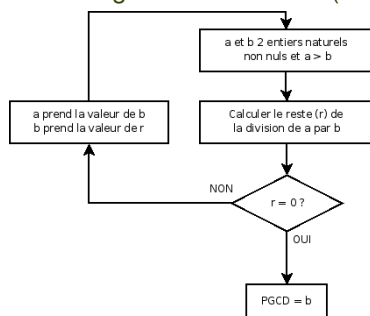 a et b 2 entiers naturels
non nuls et a > b
a prend la valeur de b
b prend la valeur de r
Calculer le reste (r) de
la division de a par b
NON
r = 0 ?
OUI
PGCD = b